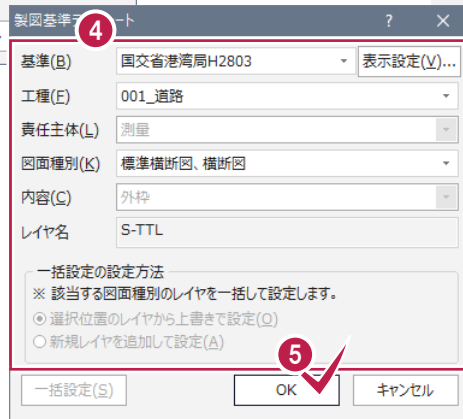 製図基準テ ート ? ×
4
基準(B) 国交省港湾局H2803 表示設定(V)...
工種(F) 001_道路
責任主体(L) 測量
図面種別(K) 標準横断図、横断図
内容(C) 外枠
レイヤ名 S-TTL
一括設定の設定方法
※ 該当する図面種別のレイヤを一括して設定します。
選択位置のレイヤから上書きで設定(O)
新規レイヤを追加して設定(A)
5
一括設定(S) OK キャンセル